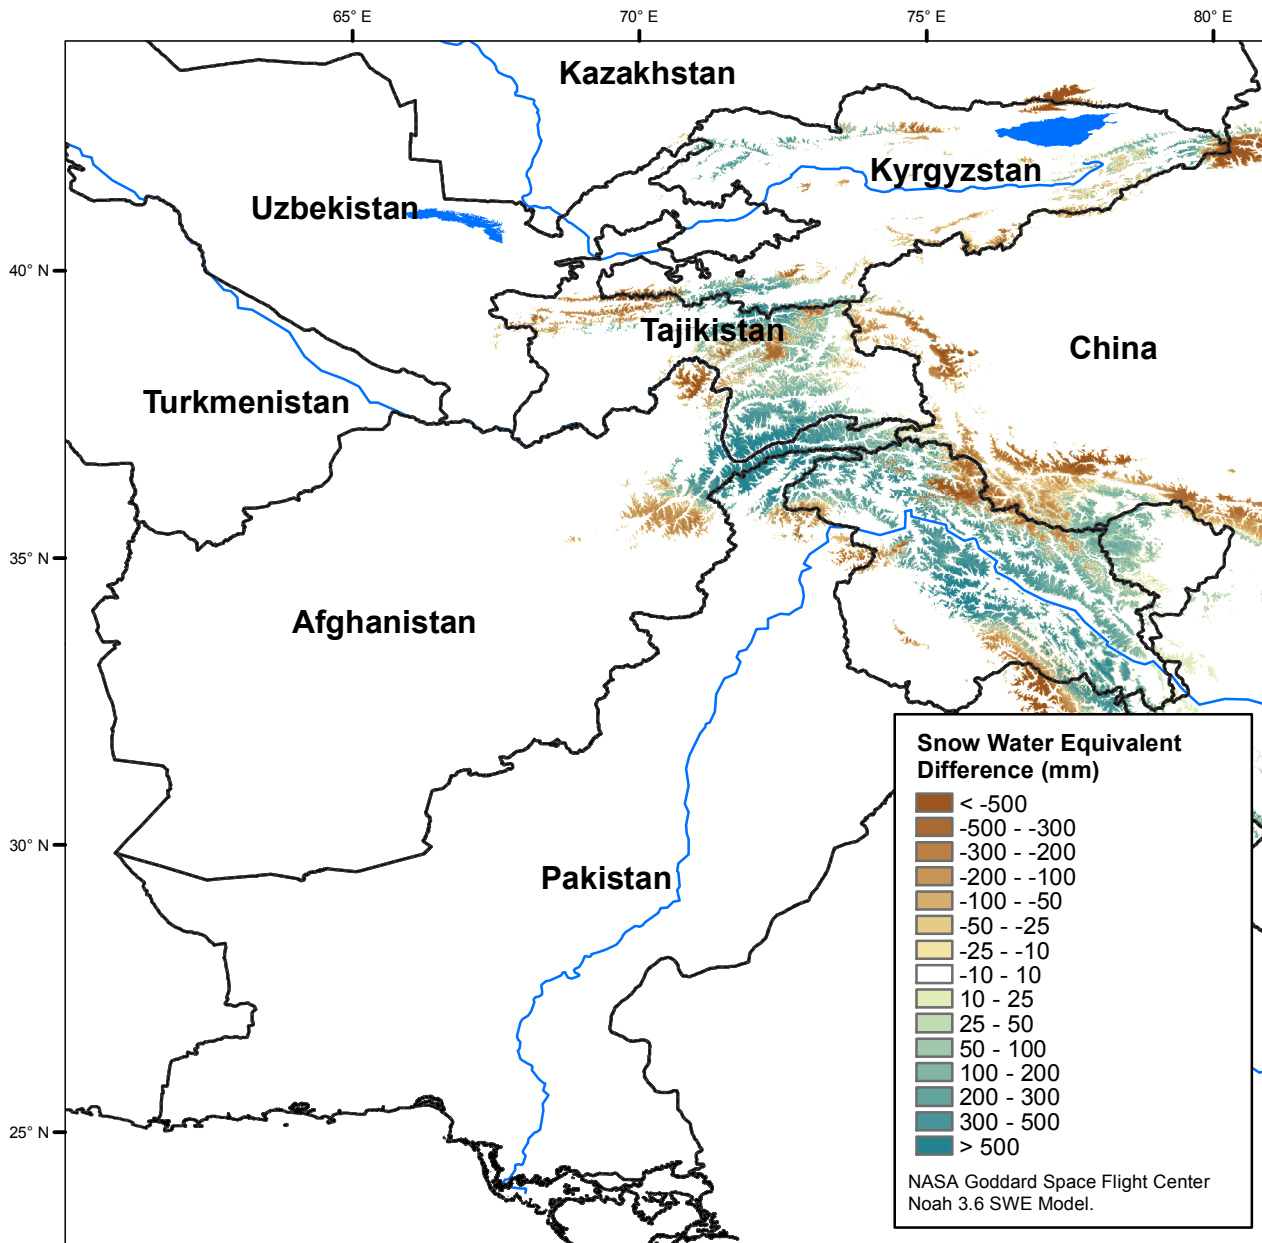 65° E
70° E
75° E
80° E
Kazakhstan
Kyrgyzstan
Uzbekistan
40° N
Tajikistan
China
Turkmenistan
35° N
Afghanistan
30° N
Pakistan
25° N
Snow Water Equivalent
Difference (mm)
< -500
-500 - -300
-300 - -200
-200 - -100
-100 - -50
-50 - -25
-25 - -10
-10 - 10
10 - 25
25 - 50
50 - 100
100 - 200
200 - 300
300 - 500
> 500
NASA Goddard Space Flight Center
Noah 3.6 SWE Model.